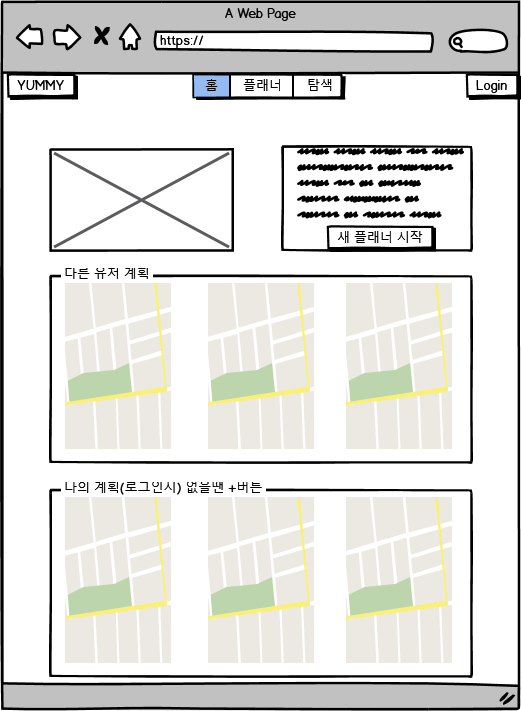 A Web Page
https://
YUMMY
홈
플래너
탐색
Login
새 플래너 시작
다른 유저 계획
나의 계획(로그인시) 없을땐 +버튼